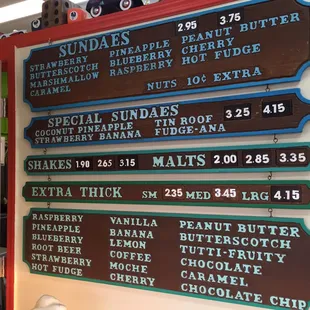 SUNDAES 2.95 3.75
STRAWBERRY PINEAPPLE PEANUT BUTTER
BUTTERSCOTCH BLUEBERRY CHERRY
MARSHMALLOW RASPBERRY HOT FUDGE
CARAMEL NUTS 10¢ EXTRA
SPECIAL SUNDAES 3.25 4.15
COCONUT PINEAPPLE TIN ROOF
STRAWBERRY BANANA FUDGE-ANA
SHAKES 1.90 2.65 3.15 MALTS 2.00 2.85 3.35
EXTRA THICK SM 2.35 MED 3.45 LRG 4.15
RASPBERRY VANILLA PEANUT BUTTER
PINEAPPLE BANANA BUTTERSCOTCH
BLUEBERRY LEMON TUTTI-FRUITY
ROOT BEER COFFEE CHOCOLATE
STRAWBERRY MOCHE CARAMEL
HOT FUDGE CHERRY CHOCOLATE CHIP